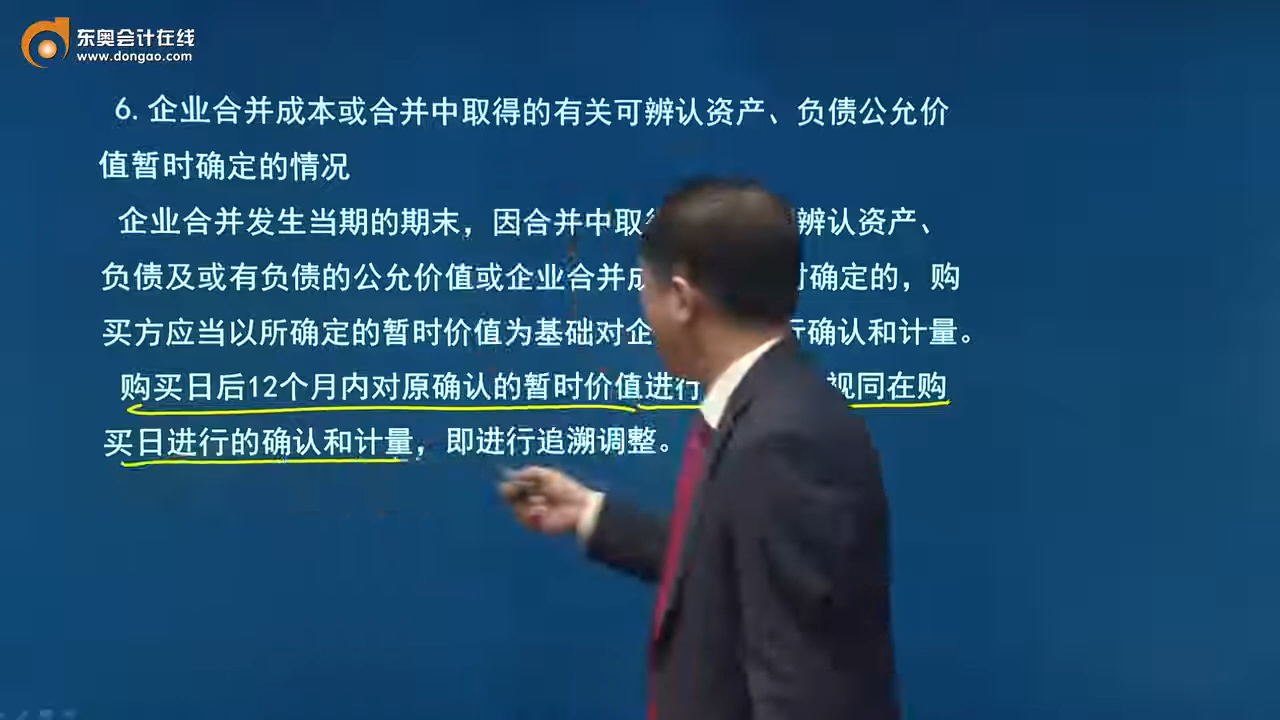 东奥会计在线
www.dongao.com
6.企业合并成本或合并中取得的有关可辨认资产、负债公允价
值暂时确定的情况
企业合并发生当期的期末，因合并中取 辨认资产、
负债及或有负债的公允价值或企业合并 确定的，购
买方应当以所确定的暂时价值为基础对企 确认和计量。
购买日后12个月内对原确认的暂时价值进行 视同在购
买日进行的确认和计量，即进行追溯调整。